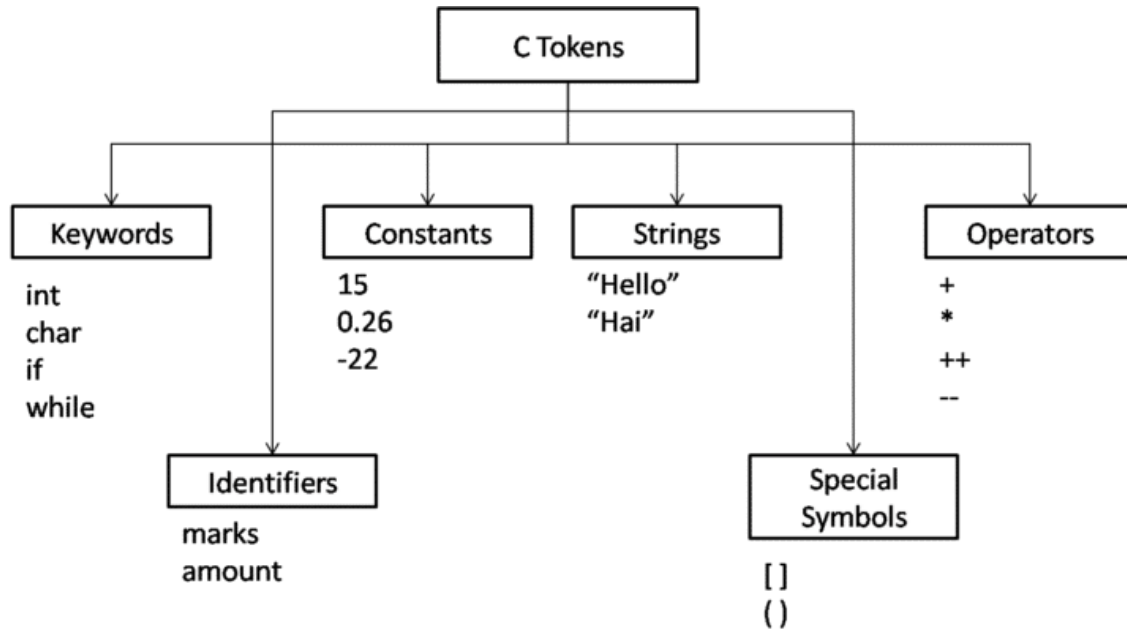 C Tokens
Keywords
int
char
if
while
Constants
15
0.26
-22
Strings
“Hello”
“Hai”
Operators
+
*
++
--
Identifiers
marks
amount
Special
Symbols
[ ]
( )